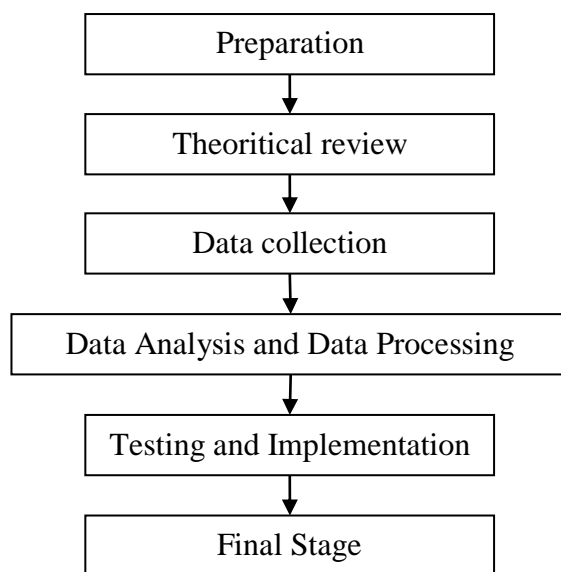 Preparation
Theoritical review
Data collection
Data Analysis and Data Processing
Testing and Implementation
Final Stage